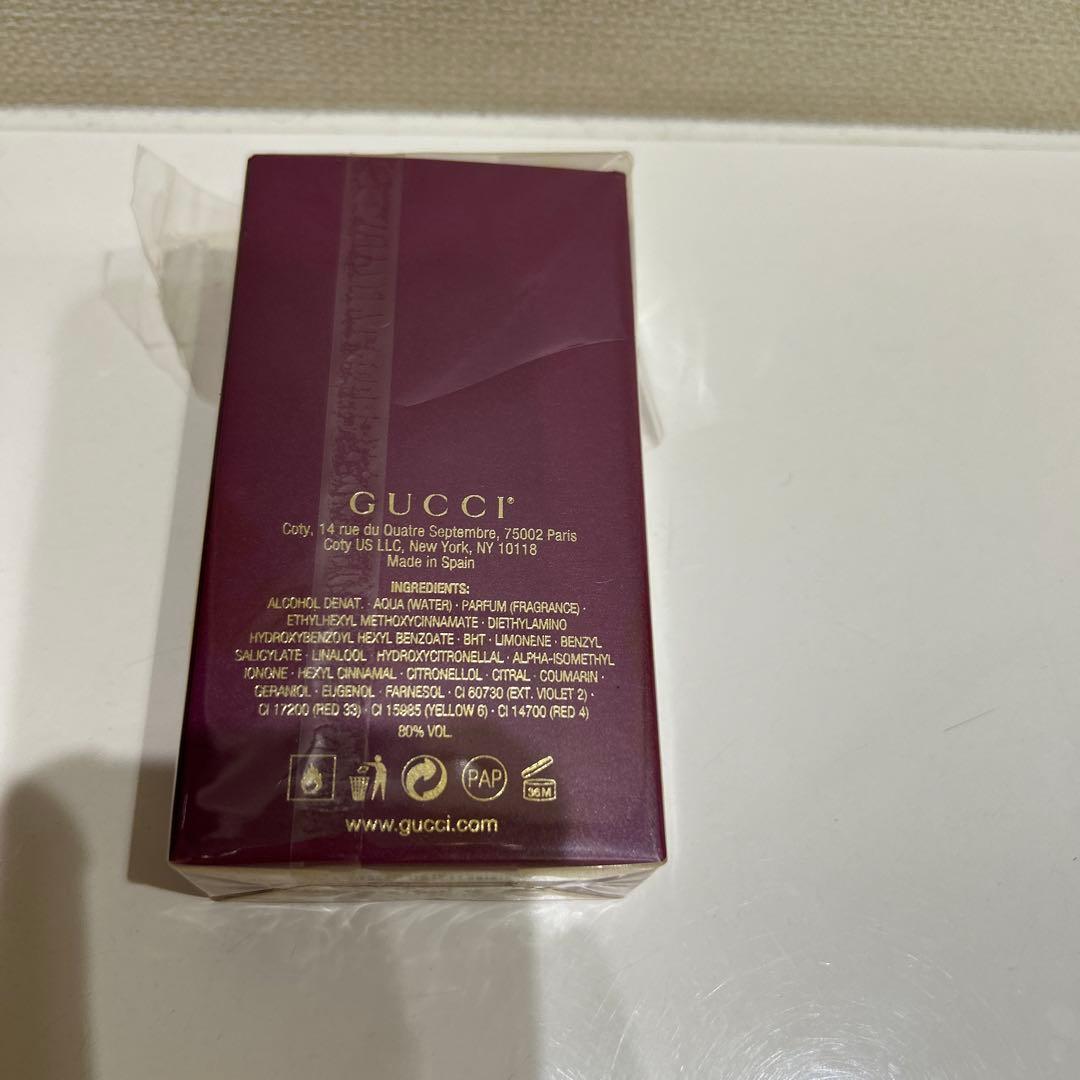 GUCCI®
Coty, 14 rue du Quatre Septembre, 75002 Paris
Coty US LLC, New York, NY 10118
Made in Spain
INGREDIENTS:
ALCOHOL DENAT. · AQUA (WATER) · PARFUM (FRAGRANCE) ·
ETHYLHEXYL METHOXYCINNAMATE · DIETHYLAMINO
HYDROXYBENZOYL HEXYL BENZOATE · BHT · LIMONENE · BENZYL
SALICYLATE · LINALOOL · HYDROXYCITRONELLAL · ALPHA-ISOMETHYL
IONONE · HEXYL CINNAMAL · CITRONELLOL · CITRAL · COUMARIN ·
GERANIOL · EUGENOL · FARNESOL · CI 60730 (EXT. VIOLET 2) ·
CI 17200 (RED 33) · CI 15985 (YELLOW 6) · CI 14700 (RED 4)
80% VOL.
PAP
36M
www.gucci.com